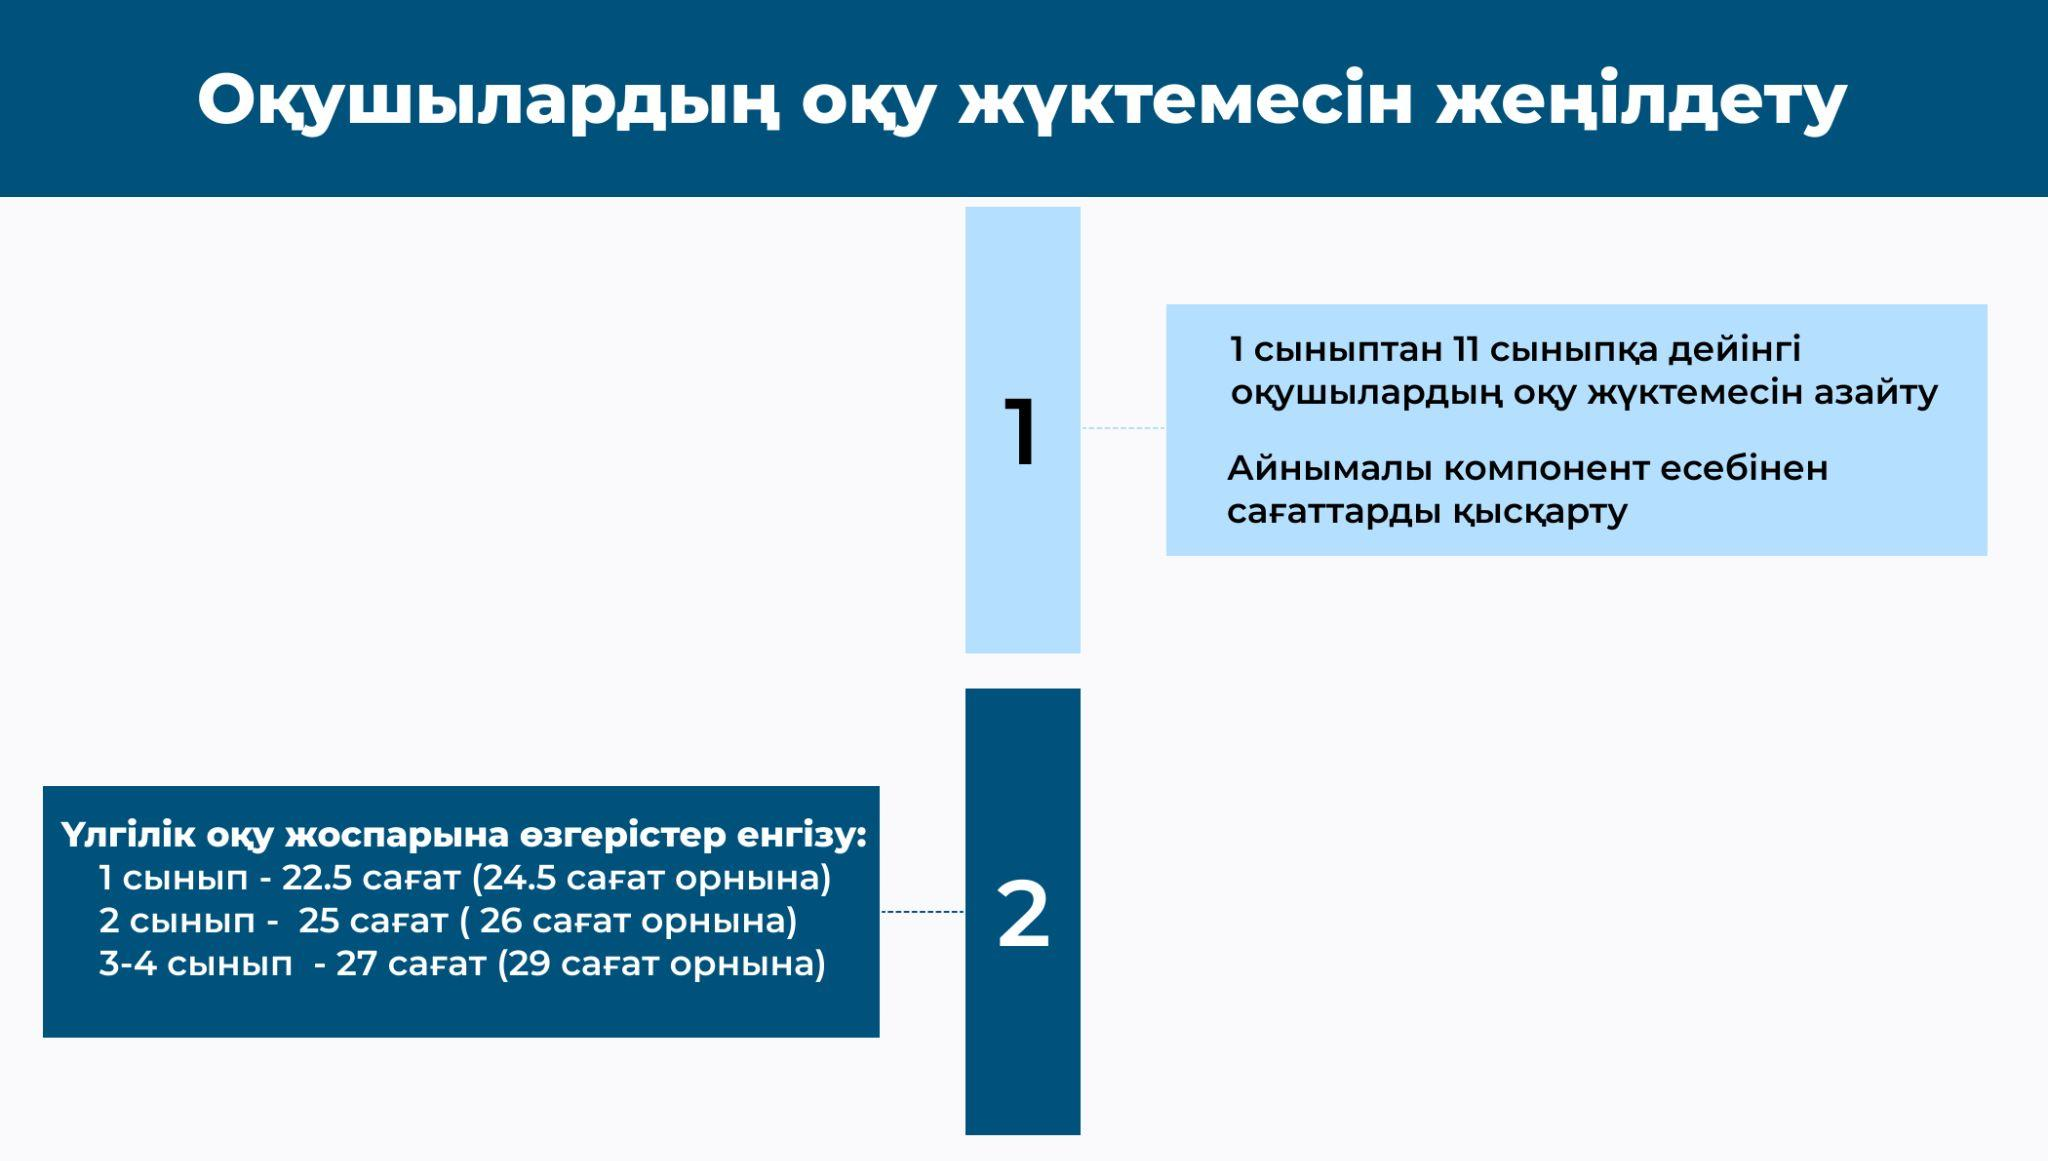 Оқушылардың оқу жүктемесін жеңілдету
1
1 сыныптан 11 сыныпқа дейінгі
оқушылардың оқу жүктемесін азайту
Айнымалы компонент есебінен
сағаттарды қысқарту
Үлгілік оқу жоспарына өзгерістер енгізу:
1 сынып - 22.5 сағат (24.5 сағат орнына)
2 сынып -  25 сағат ( 26 сағат орнына)
3-4 сынып  - 27 сағат (29 сағат орнына)
2